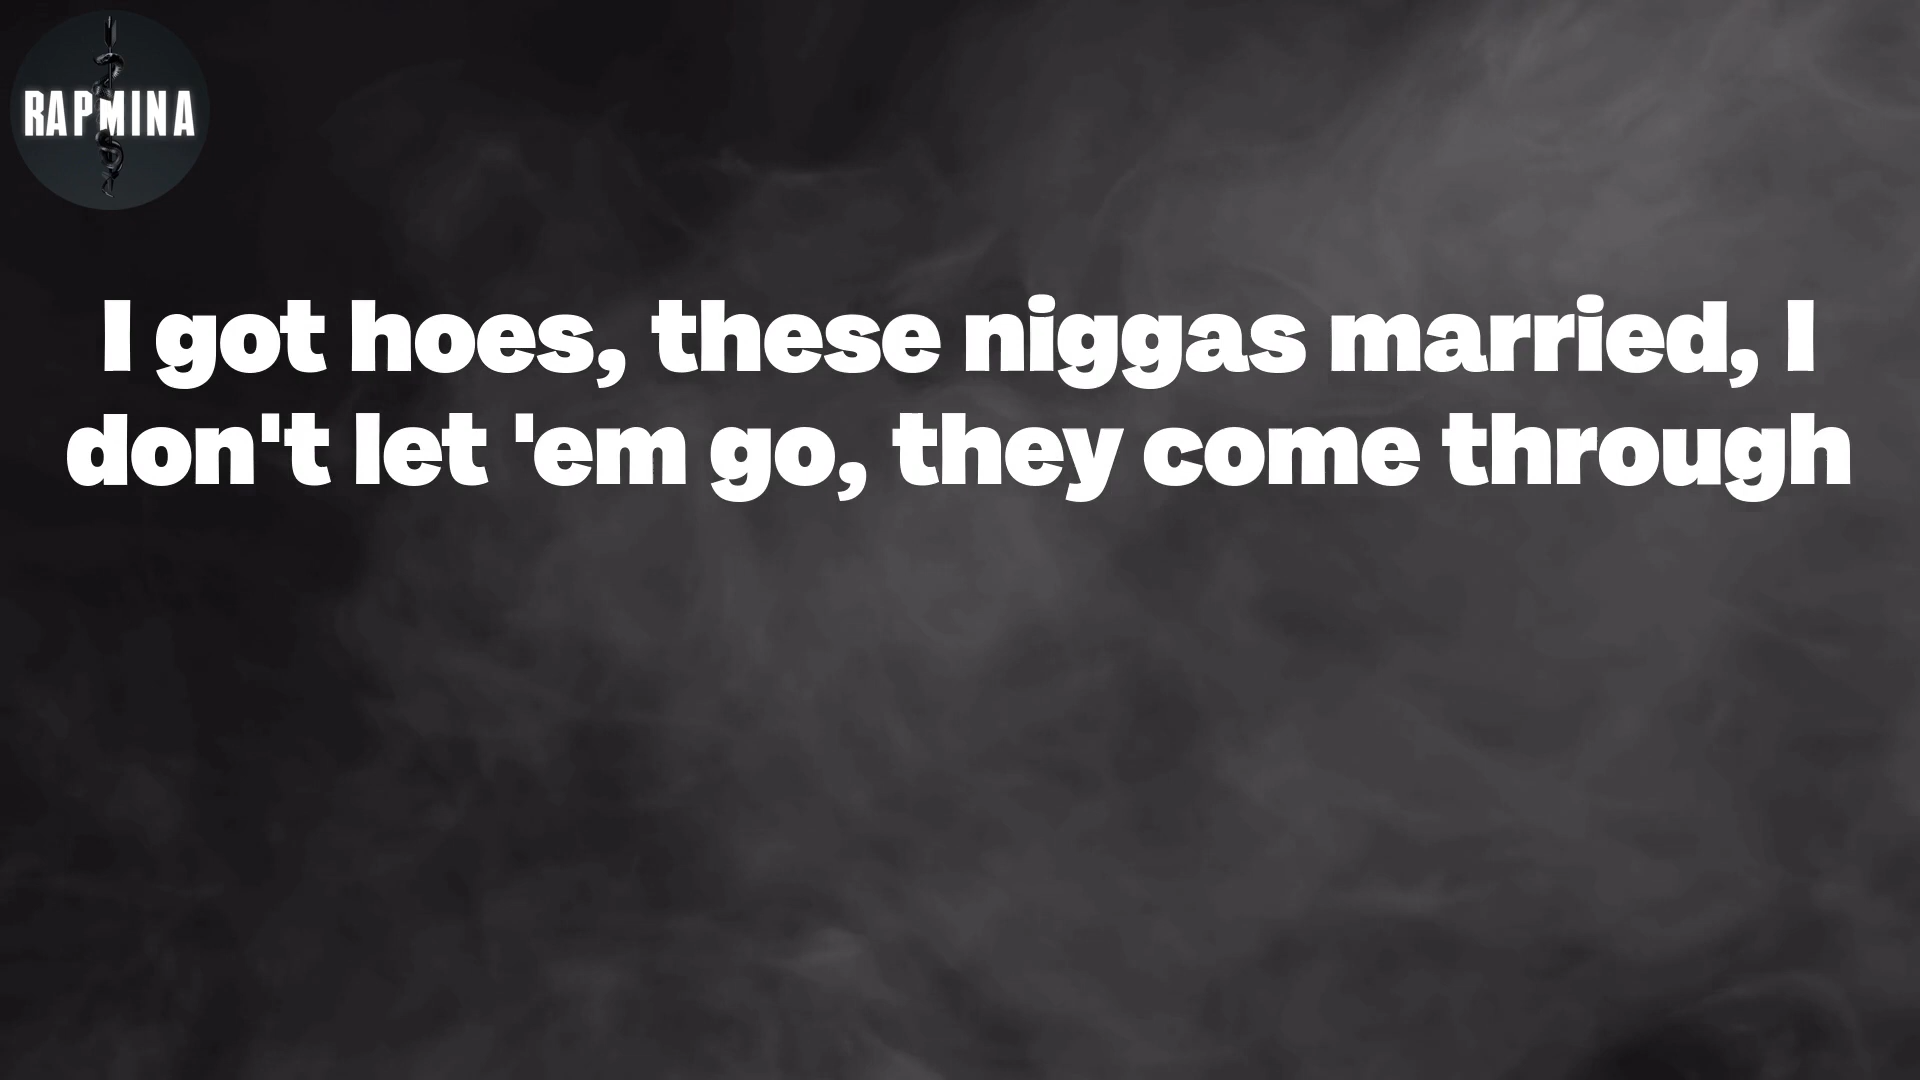 RAPMINA
I got hoes, these niggas married, I
don't let 'em go, they come through